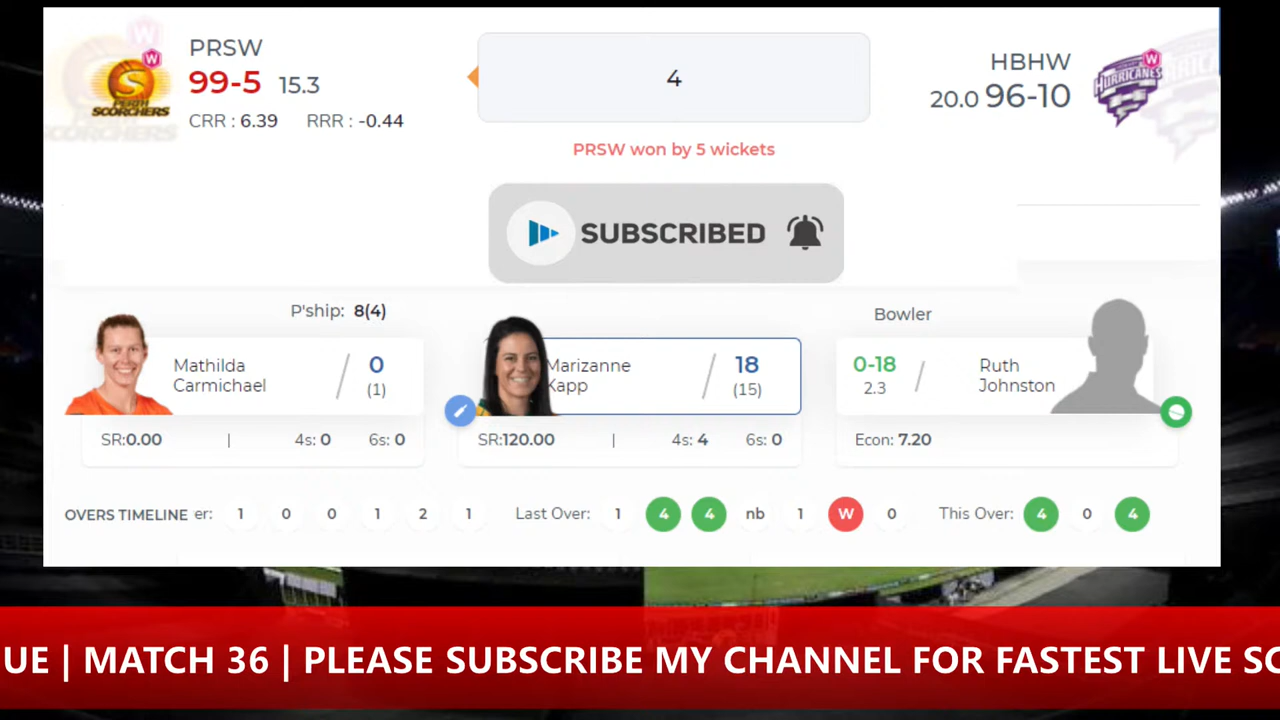 PRSW
99-5 15.3
CRR : 6.39 RRR : -0.44
W
PERTH
SCORCHERS
4
PRSW won by 5 wickets
HBHW
20.0 96-10
W
HURRICANES
SUBSCRIBED
P'ship: 8(4)
Mathilda
Carmichael
0
(1)
SR:0.00 | 4s: 0 6s: 0
Marizanne
Kapp
18
(15)
SR:120.00 | 4s: 4 6s: 0
Bowler
0-18
2.3
Ruth
Johnston
Econ: 7.20
OVERS TIMELINE er: 1 0 0 1 2 1 Last Over: 1 4 4 nb 1 W 0 This Over: 4 0 4
UE | MATCH 36 | PLEASE SUBSCRIBE MY CHANNEL FOR FASTEST LIVE SC